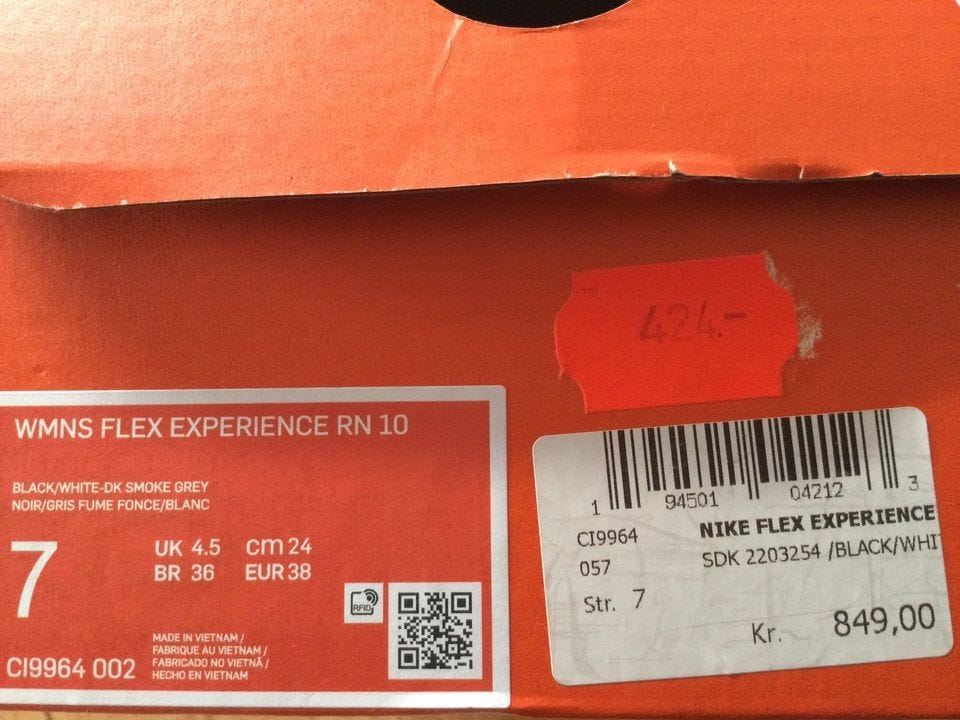 424.-
WMNS FLEX EXPERIENCE RN 10
BLACK/WHITE-DK SMOKE GREY
NOIR/GRIS FUME FONCE/BLANC
7
UK 4.5 cm 24
BR 36 EUR 38
RFID
MADE IN VIETNAM /
FABRIQUE AU VIETNAM /
FABRICADO NO VIETNÃ /
HECHO EN VIETNAM
CI9964 002
1 94501 04212 3
CI9964 NIKE FLEX EXPERIENCE
057 SDK 2203254 /BLACK/WHI
Str. 7
Kr. 849,00